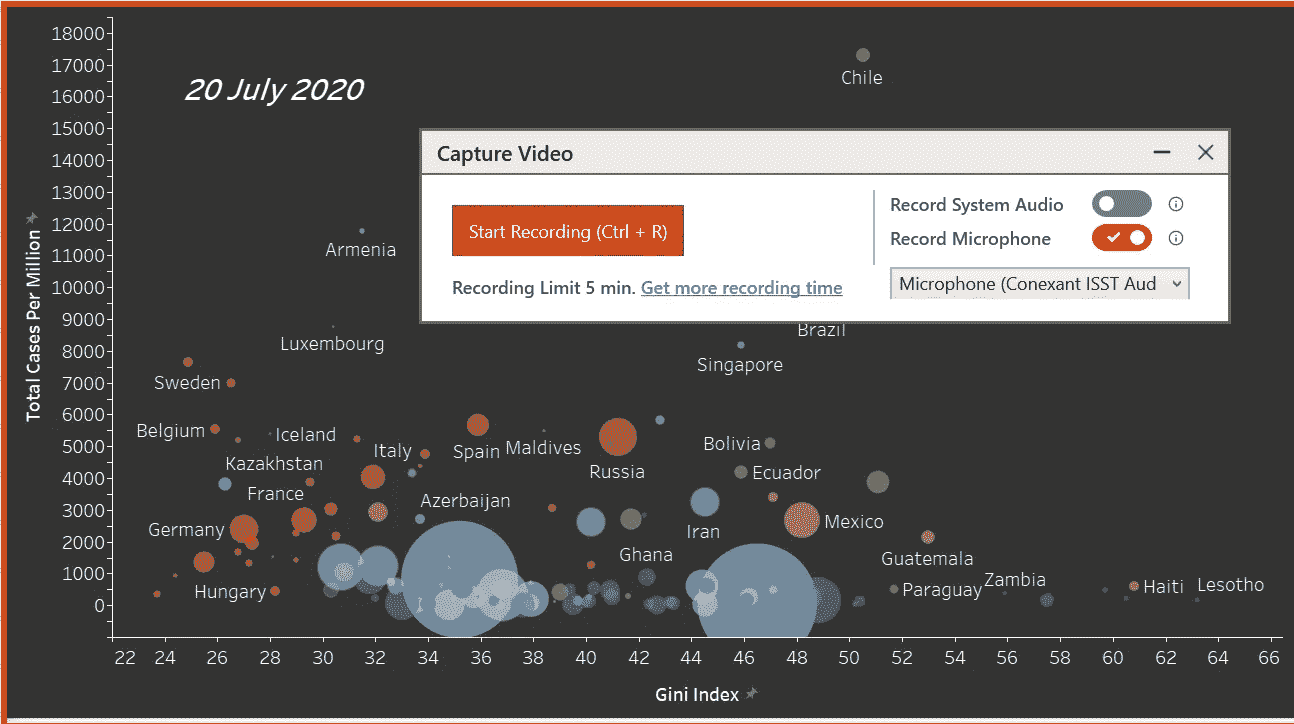 18000
17000
16000
15000
14000
13000
12000
11000
10000
9000
8000
7000
6000
5000
4000
3000
2000
1000
0
Total Cases Per Million
20 July 2020
Chile
Capture Video
Start Recording (Ctrl + R)
Recording Limit 5 min. Get more recording time
Record System Audio
Record Microphone
Microphone (Conexant ISST Aud
Armenia
Luxembourg
Brazil
Singapore
Sweden
Belgium
Iceland
Italy
Spain
Maldives
Russia
Bolivia
Ecuador
Kazakhstan
France
Azerbaijan
Germany
Ghana
Iran
Mexico
Guatemala
Hungary
Paraguay
Zambia
Haiti
Lesotho
22 24 26 28 30 32 34 36 38 40 42 44 46 48 50 52 54 56 58 60 62 64 66
Gini Index